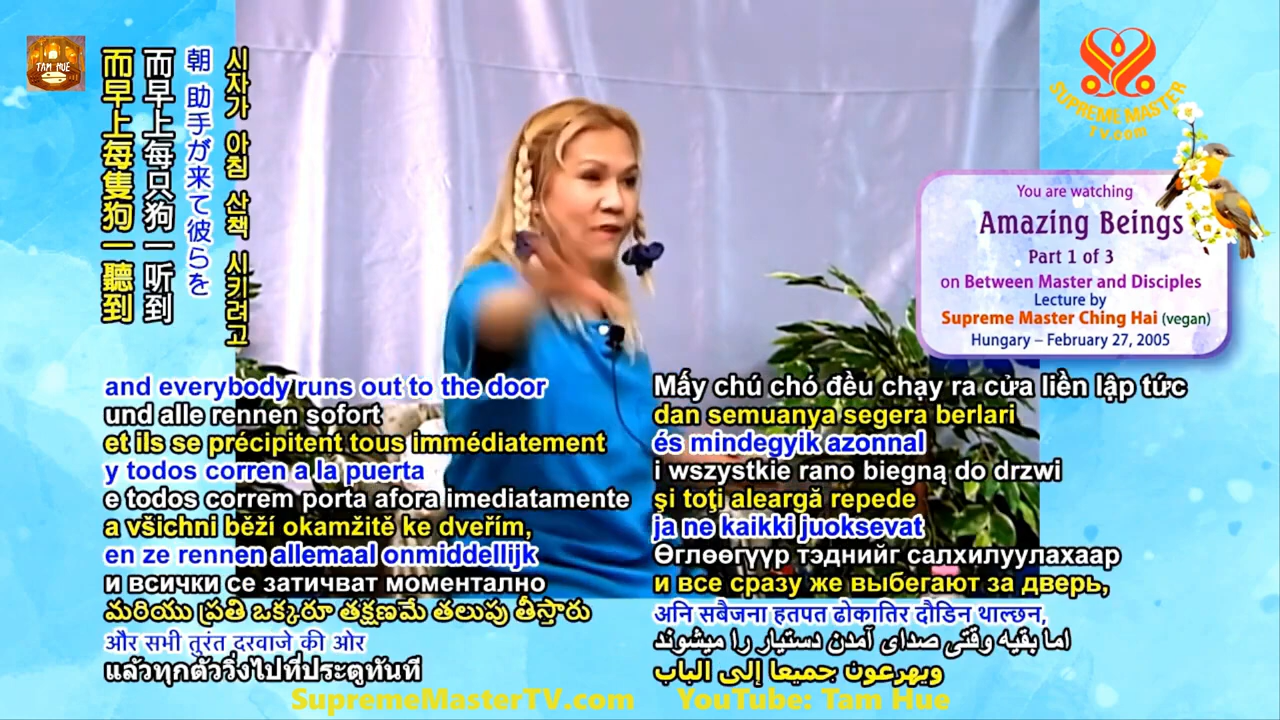 TAM HUE
而早上每隻狗一聽到
而早上每只狗一听到
朝 助手が来て彼らを
시자가 아침 산책 시키려고
SUPREME MASTER
TV.com
You are watching
Amazing Beings
Part 1 of 3
on Between Master and Disciples
Lecture by
Supreme Master Ching Hai (vegan)
Hungary – February 27, 2005
and everybody runs out to the door
und alle rennen sofort
et ils se précipitent tous immédiatement
y todos corren a la puerta
e todos correm porta afora imediatamente
a všichni běží okamžitě ke dveřím,
en ze rennen allemaal onmiddellijk
и всички се затичват моментално
మరియు ప్రతి ఒక్కరూ తక్షణమే తలుపు తీస్తారు
और सभी तुरंत दरवाजे की ओर
แล้วทุกตัววิ่งไปที่ประตูทันที
Mấy chú chó đều chạy ra cửa liền lập tức
dan semuanya segera berlari
és mindegyik azonnal
i wszystkie rano biegną do drzwi
şi toţi aleargă repede
ja ne kaikki juoksevat
Өглөөгүүр тэднийг салхилуулахаар
и все сразу же выбегают за дверь,
अनि सबैजना हतपत ढोकातिर दौडिन थाल्छन,
اما بقیه وقتی صدای آمدن دستیار را میشوند
ويهرعون جميعا إلى الباب
SupremeMasterTV.com
YouTube: Tam Hue